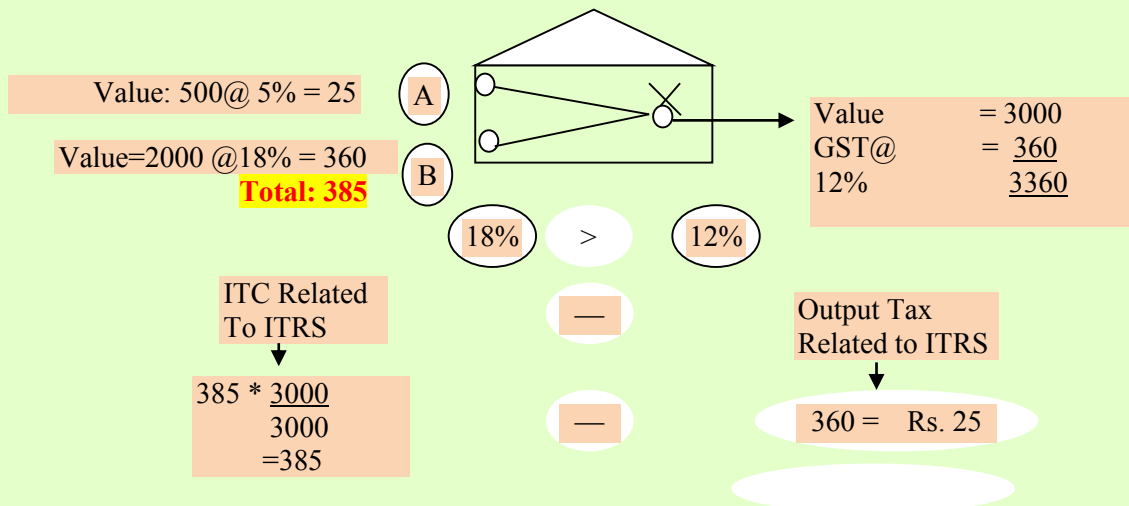 Value: 500@ 5% = 25
A
Value=2000 @18% = 360
Total: 385
B
Value = 3000
GST@ = 360
12% 3360
18% > 12%
ITC Related
To ITRS
—
Output Tax
Related to ITRS
385 * 3000
3000
=385
—
360 = Rs. 25